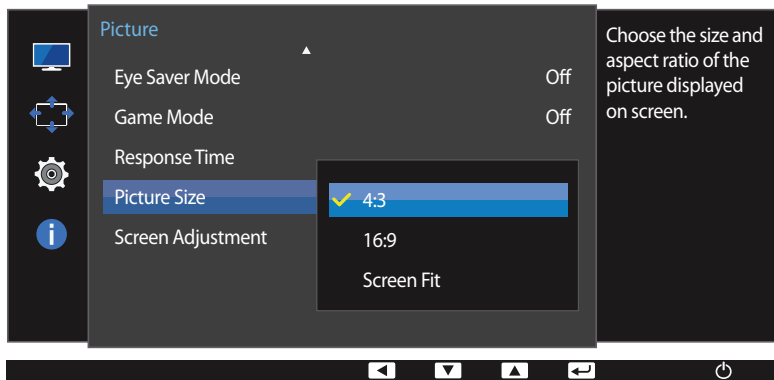 Picture
Eye Saver Mode Off
Game Mode Off
Response Time
Picture Size
4:3
Screen Adjustment
16:9
Screen Fit
Choose the size and
aspect ratio of the
picture displayed
on screen.